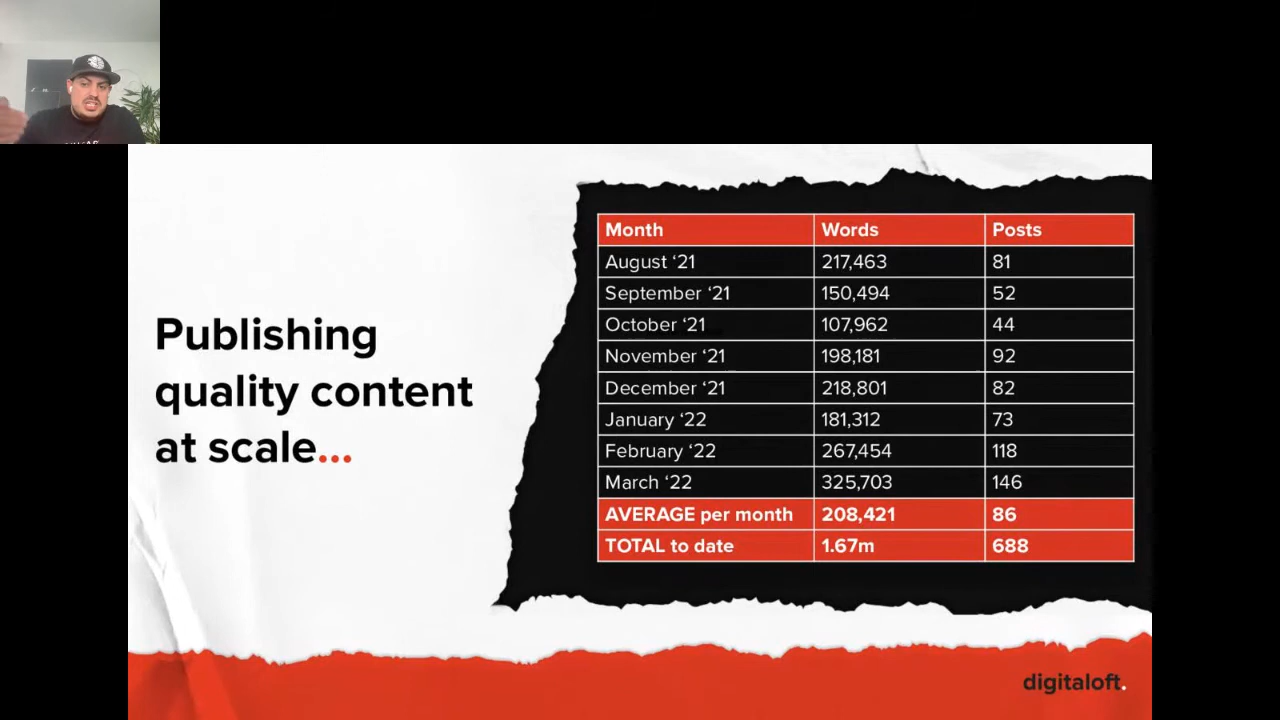 Publishing
quality content
at scale...
Month Words Posts
August ‘21 217,463 81
September ‘21 150,494 52
October ‘21 107,962 44
November ‘21 198,181 92
December ‘21 218,801 82
January ‘22 181,312 73
February ‘22 267,454 118
March ‘22 325,703 146
AVERAGE per month 208,421 86
TOTAL to date 1.67m 688
digitaloft.